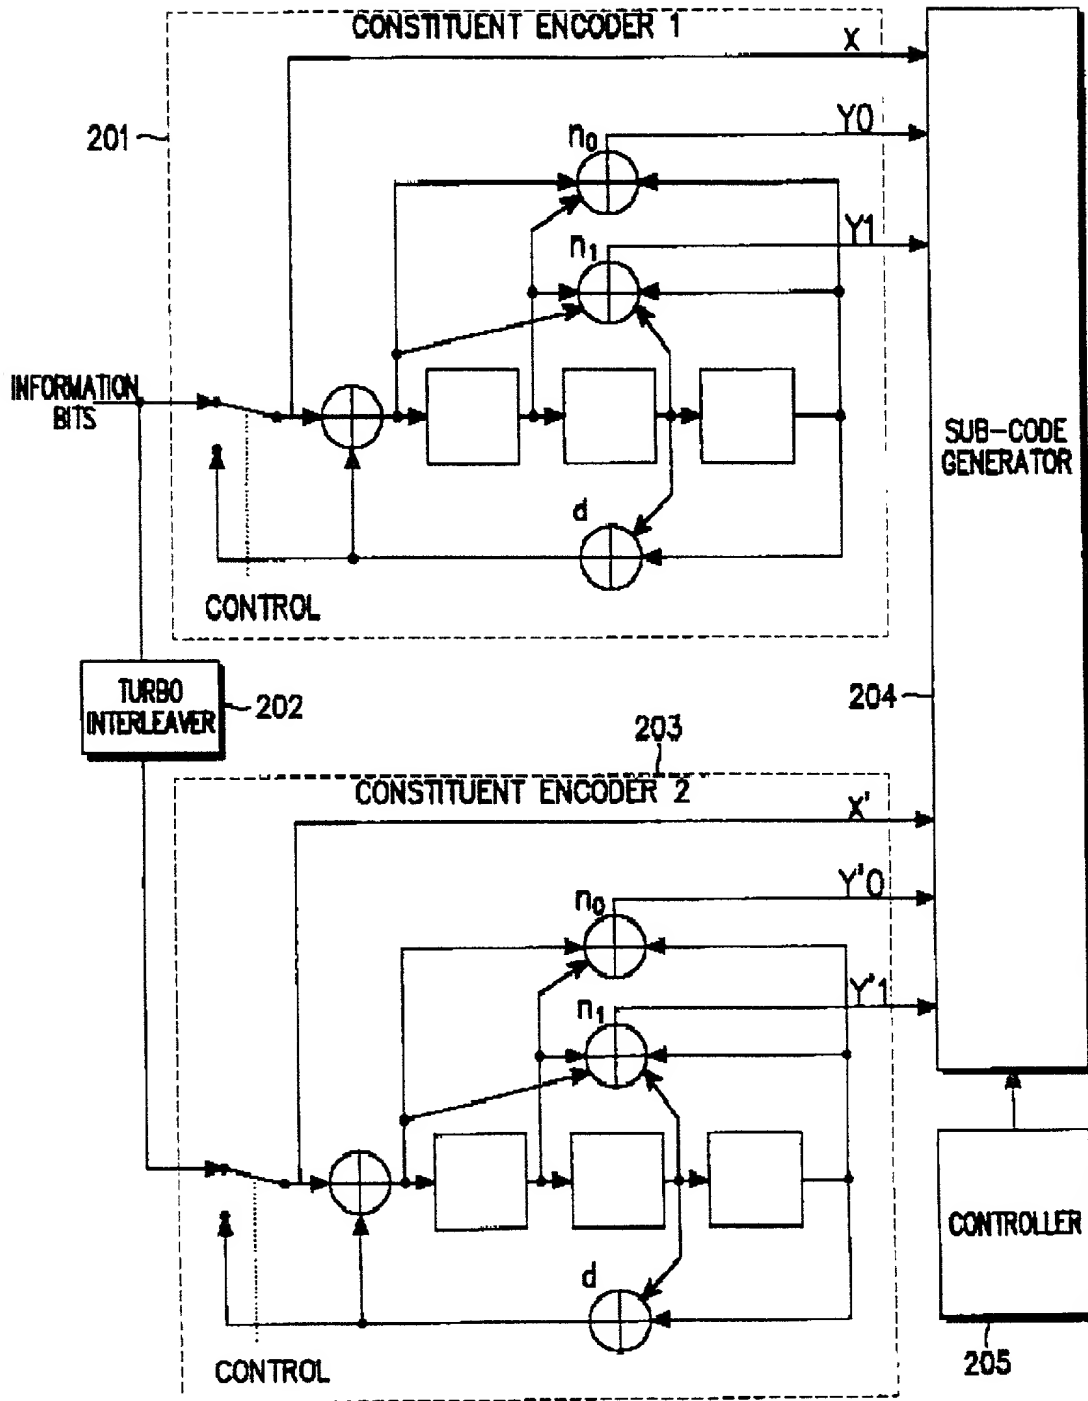 CONSTITUENT ENCODER 1
X
201
n0
Y0
n1
Y1
INFORMATION
BITS
SUB-CODE
GENERATOR
d
CONTROL
TURBO
INTERLEAVER
202
204
203
CONSTITUENT ENCODER 2
X'
n0
Y'0
n1
Y'1
d
CONTROLLER
CONTROL
205